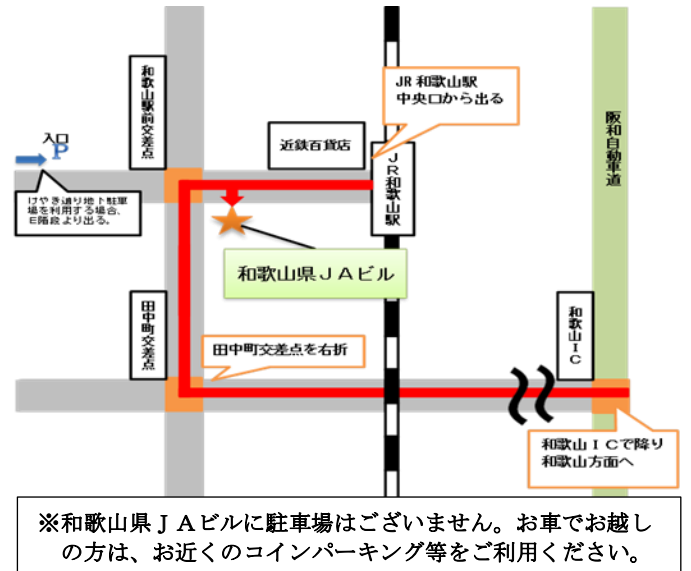 和歌山駅前交差点
JR 和歌山駅
中央口から出る
近鉄百貨店
阪和自動車道
入口
P
JR和歌山駅
けやき通り地下駐車
場を利用する場合、
E階段より出る。
和歌山県ＪＡビル
田中町交差点
和歌山IC
田中町交差点を右折
和歌山ＩＣで降り
和歌山方面へ
※和歌山県ＪＡビルに駐車場はございません。お車でお越し
の方は、お近くのコインパーキング等をご利用ください。